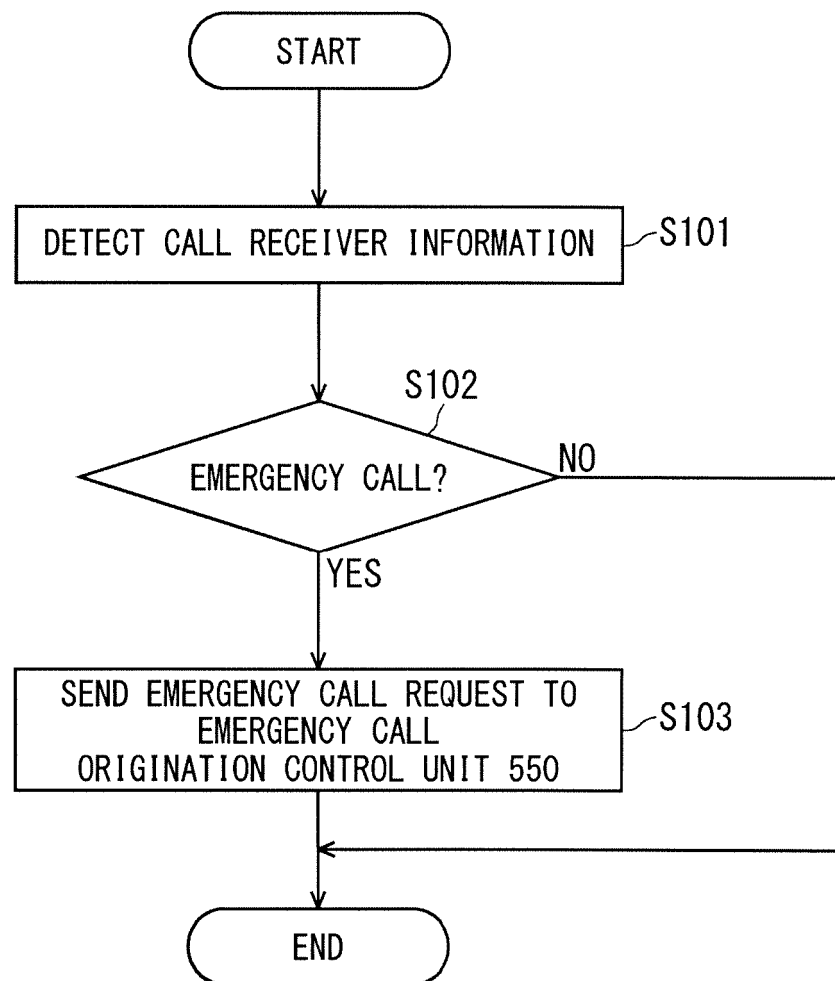 START
DETECT CALL RECEIVER INFORMATION
S101
S102
EMERGENCY CALL?
NO
YES
SEND EMERGENCY CALL REQUEST TO
EMERGENCY CALL
ORIGINATION CONTROL UNIT 550
S103
END